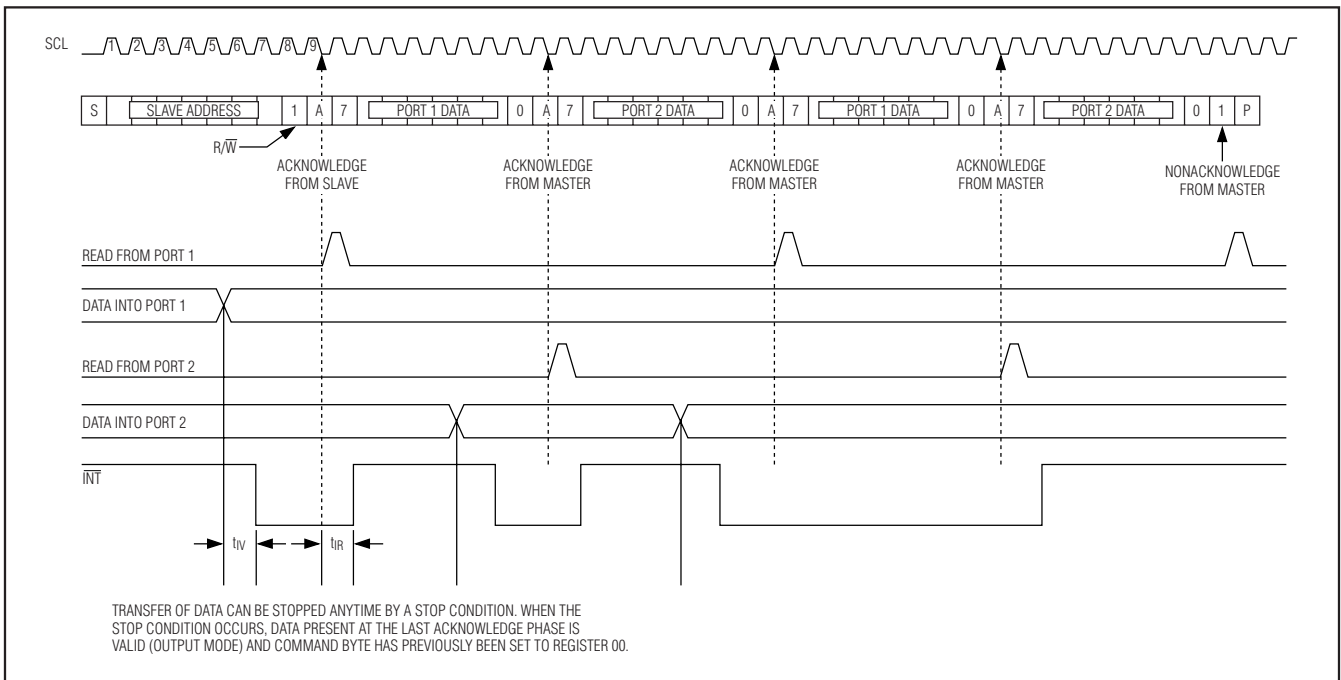 SCL 1 2 3 4 5 6 7 8 9
S SLAVE ADDRESS 1 A 7 PORT 1 DATA 0 A 7 PORT 2 DATA 0 A 7 PORT 1 DATA 0 A 7 PORT 2 DATA 0 1 P
R/W̅
ACKNOWLEDGE
FROM SLAVE
ACKNOWLEDGE
FROM MASTER
ACKNOWLEDGE
FROM MASTER
ACKNOWLEDGE
FROM MASTER
NONACKNOWLEDGE
FROM MASTER
READ FROM PORT 1
DATA INTO PORT 1
READ FROM PORT 2
DATA INTO PORT 2
I̅N̅T̅
tIV tIR
TRANSFER OF DATA CAN BE STOPPED ANYTIME BY A STOP CONDITION. WHEN THE
STOP CONDITION OCCURS, DATA PRESENT AT THE LAST ACKNOWLEDGE PHASE IS
VALID (OUTPUT MODE) AND COMMAND BYTE HAS PREVIOUSLY BEEN SET TO REGISTER 00.